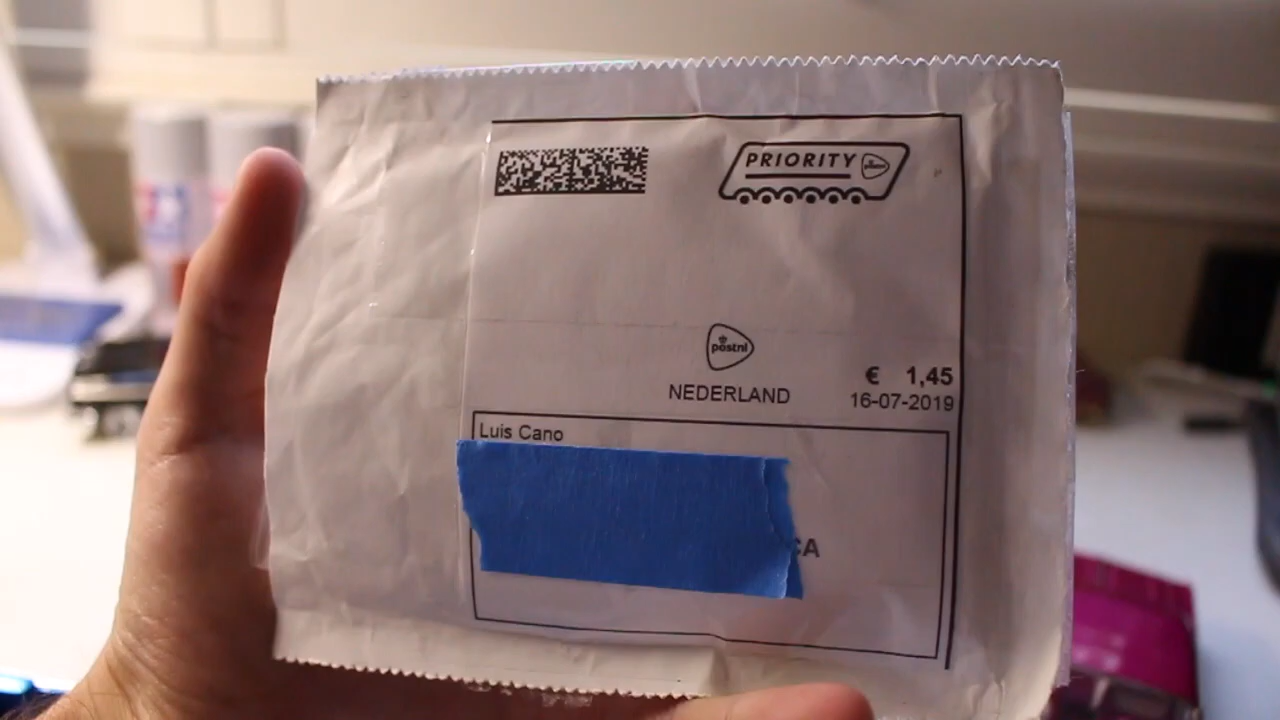 PRIORITY
postnl
NEDERLAND
€ 1,45
16-07-2019
Luis Cano
CA